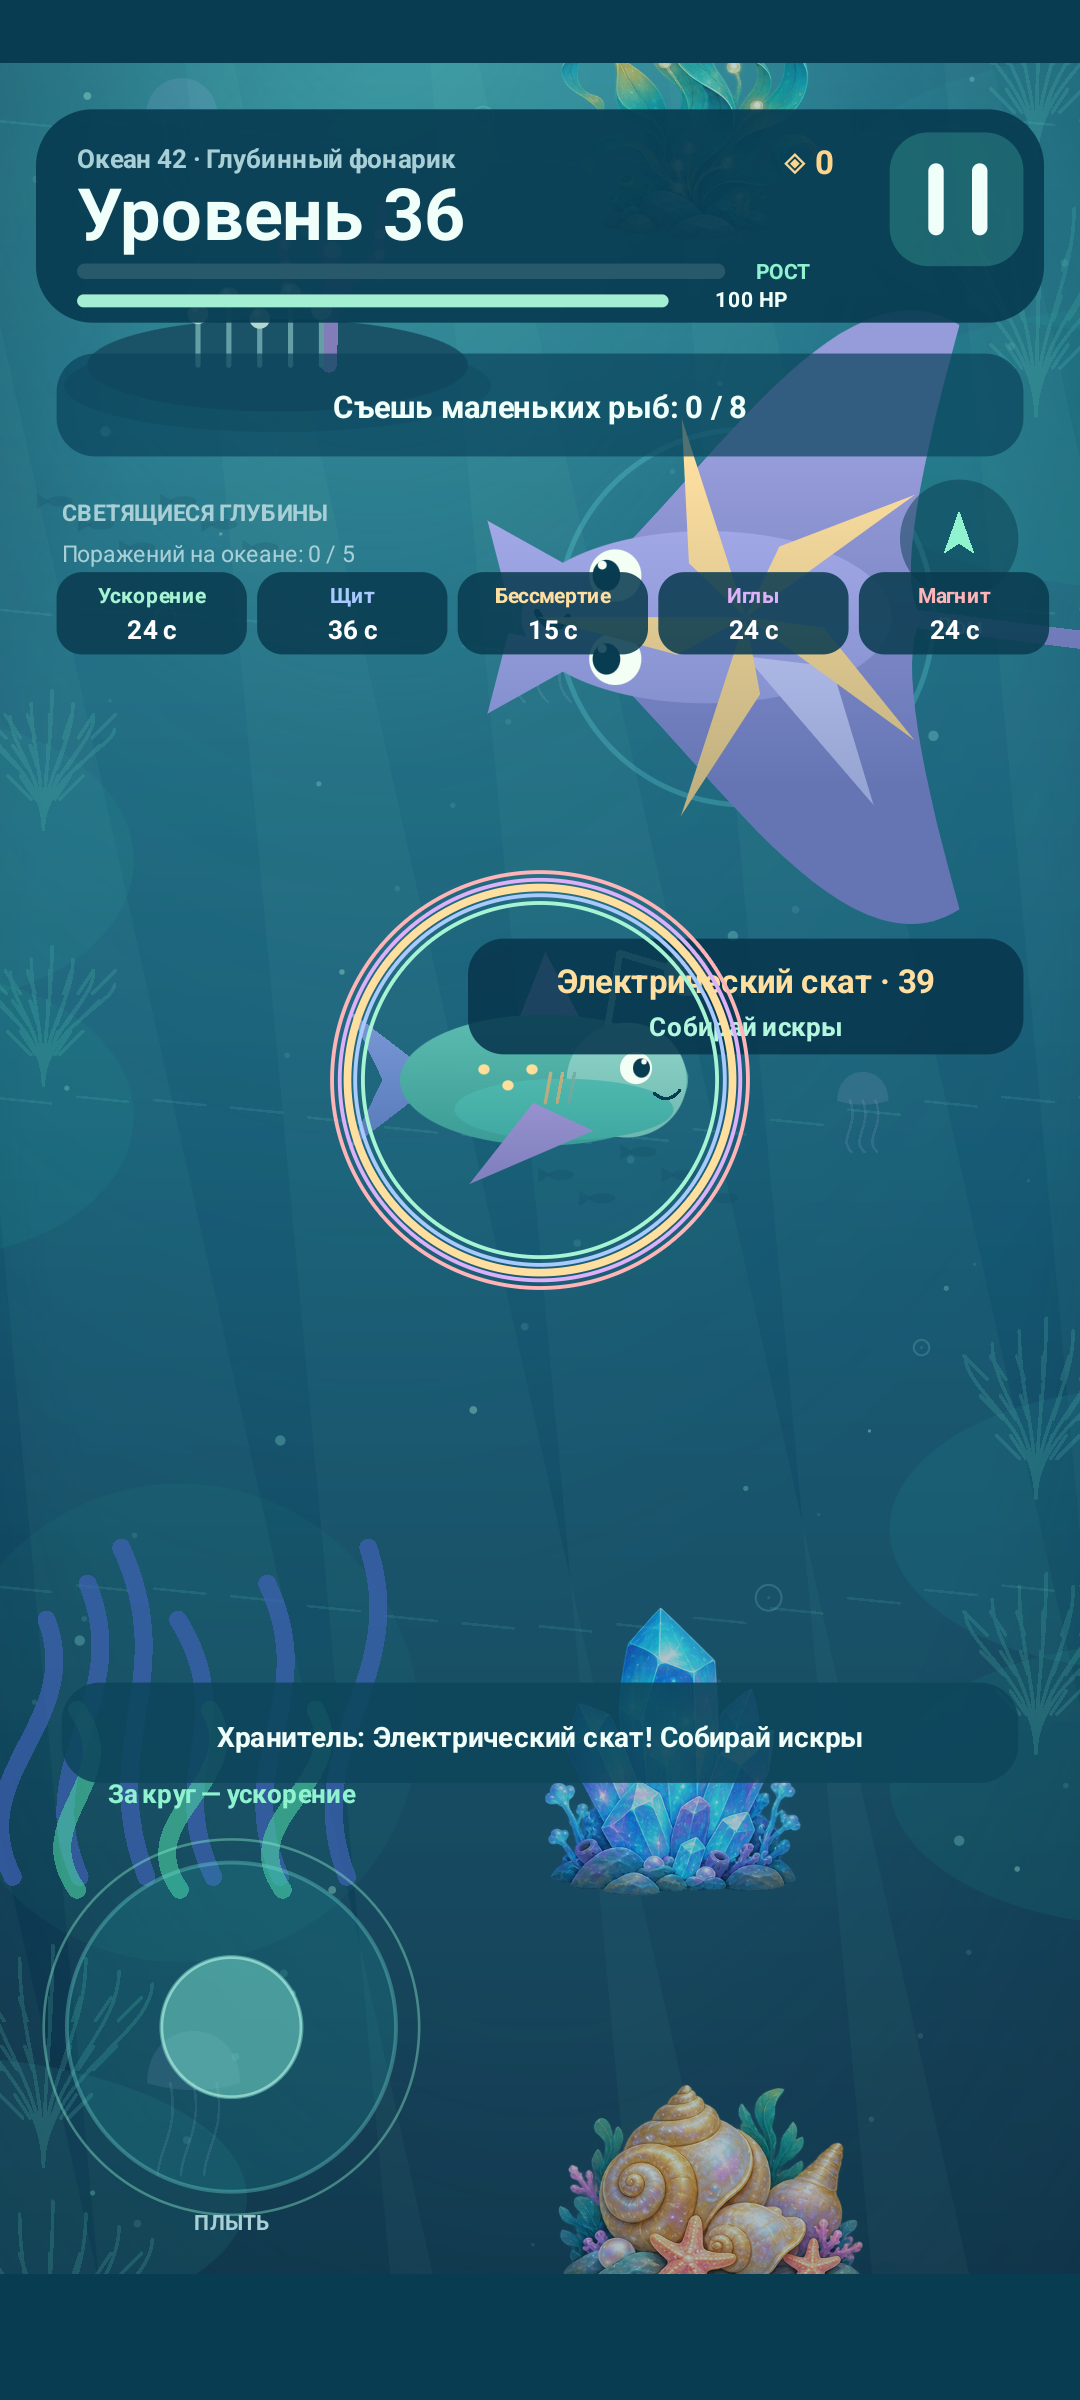 Океан 42 · Глубинный фонарик
0
Уровень 36
РОСТ
100 HP
Съешь маленьких рыб: 0 / 8
СВЕТЯЩИЕСЯ ГЛУБИНЫ
Поражений на океане: 0 / 5
Ускорение
24 с
Щит
36 с
Бессмертие
15 с
Иглы
24 с
Магнит
24 с
Электрический скат · 39
Собирай искры
Хранитель: Электрический скат! Собирай искры
За круг — ускорение
ПЛЫТЬ